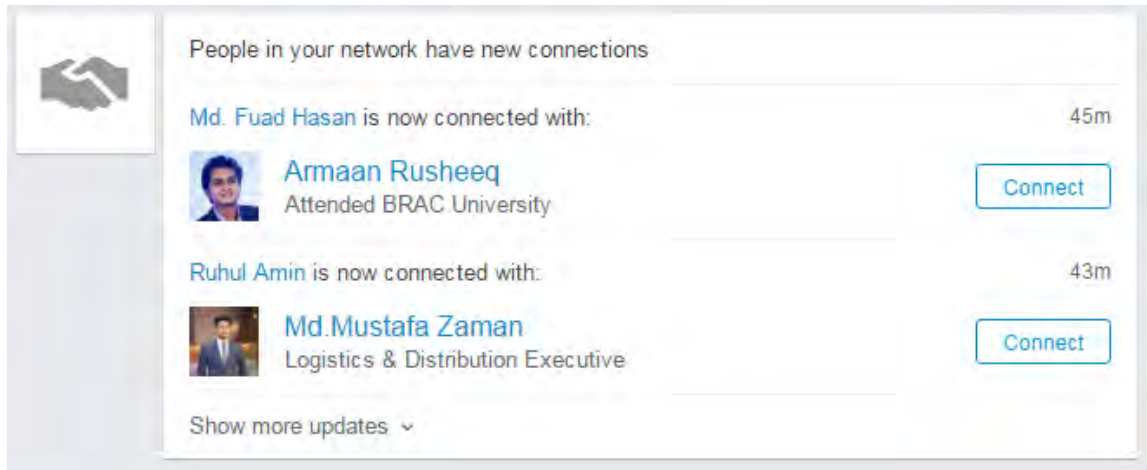 People in your network have new connections
Md. Fuad Hasan is now connected with:
45m
Armaan Rusheeq
Attended BRAC University
Connect
Ruhul Amin is now connected with:
43m
Md.Mustafa Zaman
Logistics & Distribution Executive
Connect
Show more updates